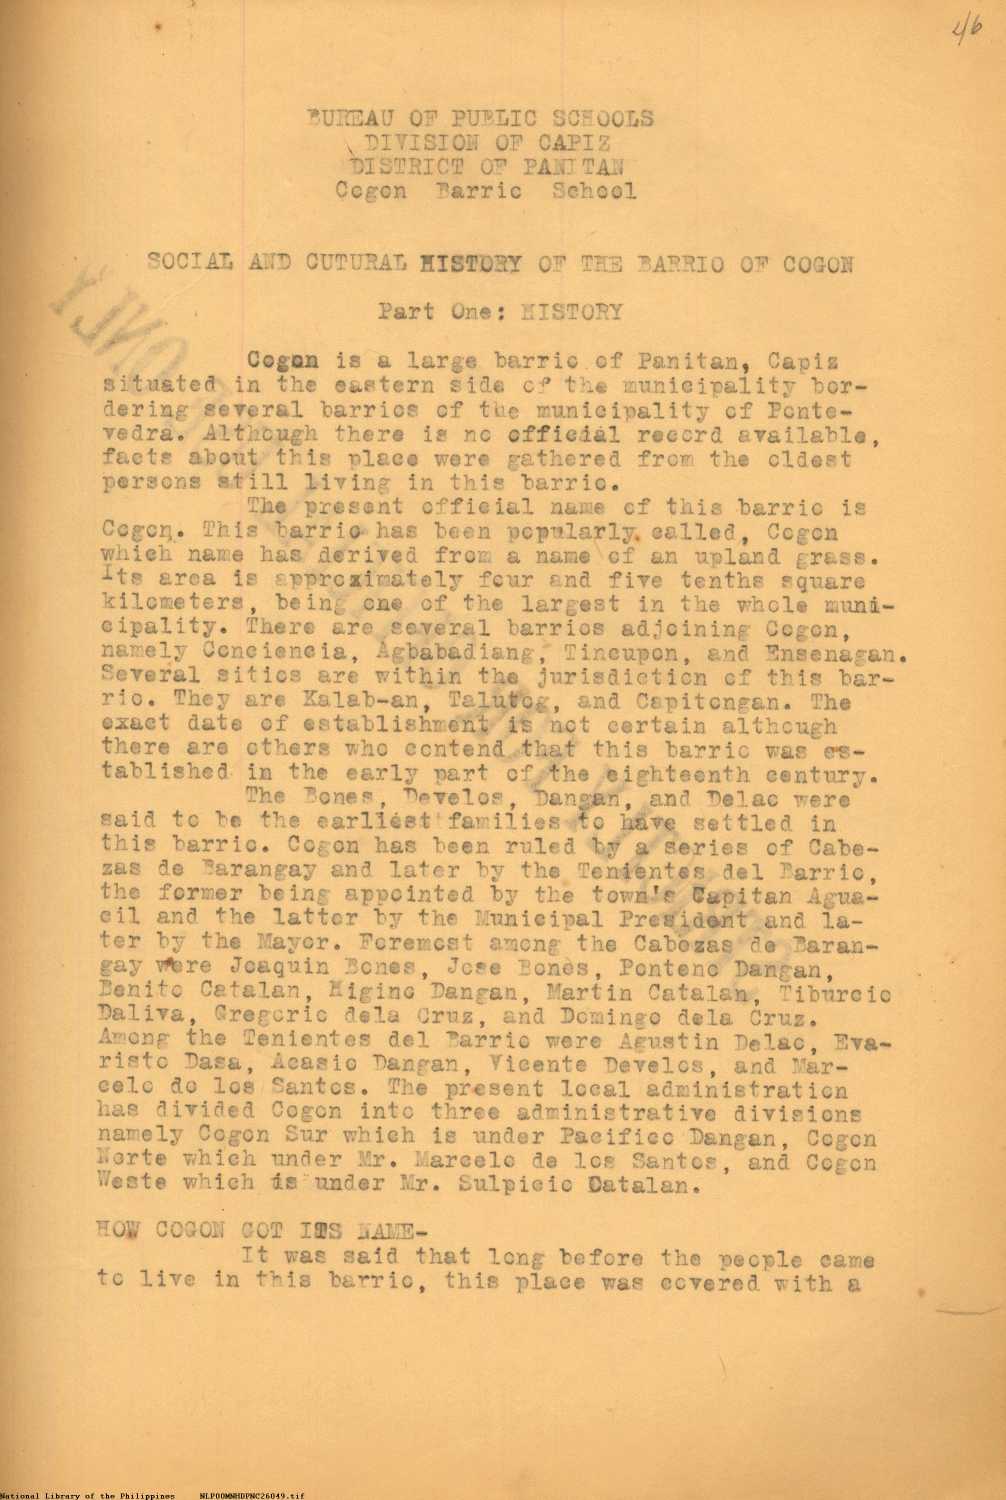 46
BUREAU OF PUBLIC SCHOOLS
DIVISION OF CAPIZ
DISTRICT OF PANITAN
Cogon Barrio School
SOCIAL AND CUTURAL HISTORY OF THE BARRIO OF COGON
Part One: HISTORY
Cogon is a large barrio of Panitan, Capiz
situated in the eastern side of the municipality bor-
dering several barrios of the municipality of Ponte-
vedra. Although there is no official record available,
facts about this place were gathered from the oldest
persons still living in this barrio.
The present official name of this barrio is
Cogon. This barrio has been popularly called, Cogon
which name has derived from a name of an upland grass.
Its area is approximately four and five tenths square
kilometers, being one of the largest in the whole muni-
cipality. There are several barrios adjoining Cogon,
namely Conciencia, Agbabadiang, Tincupon, and Ensenagan.
Several sitios are within the jurisdiction of this bar-
rio. They are Kalab-an, Talutog, and Capitongan. The
exact date of establishment is not certain although
there are others who contend that this barrio was es-
tablished in the early part of the eighteenth century.
The Bones, Develos, Dangan, and Delao were
said to be the earliest families to have settled in
this barrio. Cogon has been ruled by a series of Cabe-
zas de Barangay and later by the Tenientes del Barrio,
the former being appointed by the town's Capitan Agua-
cil and the latter by the Municipal President and la-
ter by the Mayor. Foremost among the Cabezas de Baran-
gay were Joaquin Bones, Jose Bones, Ponteno Dangan,
Benito Catalan, Higino Dangan, Martin Catalan, Tiburcio
Daliva, Gregorio dela Cruz, and Domingo dela Cruz.
Among the Tenientes del Barrio were Agustin Delao, Eva-
risto Dasa, Acasio Dangan, Vicente Develos, and Mar-
celo de los Santos. The present local administration
has divided Cogon into three administrative divisions
namely Cogon Sur which is under Pacifico Dangan, Cogon
Norte which under Mr. Marcelo de los Santos, and Cogon
Weste which is under Mr. Sulpicio Catalan.
HOW COGON GOT ITS NAME-
It was said that long before the people came
to live in this barrio, this place was covered with a
National Library of the Philippines NLP00MNHDPNC26049.tif